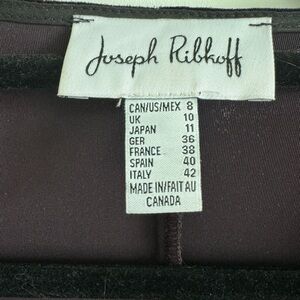 Joseph Ribkoff
CAN/US/MEX 8
UK 10
JAPAN 11
GER 36
FRANCE 38
SPAIN 40
ITALY 42
MADE IN/FAIT AU
CANADA